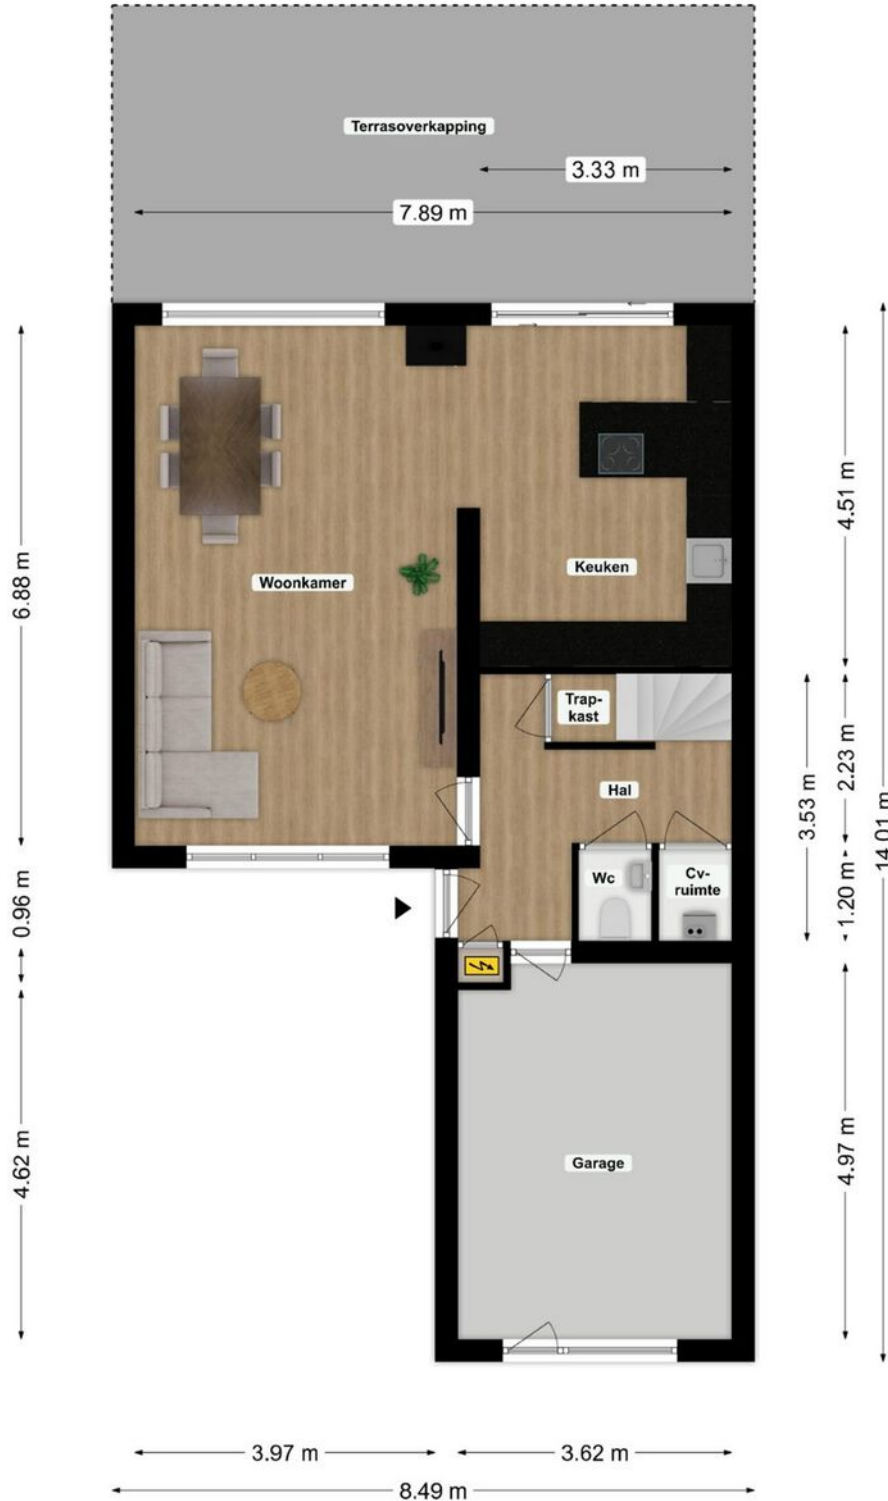 Terrasoverkapping
3.33 m
7.89 m
6.88 m
4.51 m
Keuken
Woonkamer
Trap-
kast
2.23 m
Hal
3.53 m
14.01 m
0.96 m
Wc
Cv-
ruimte
1.20 m
4.62 m
4.97 m
Garage
3.97 m
3.62 m
8.49 m